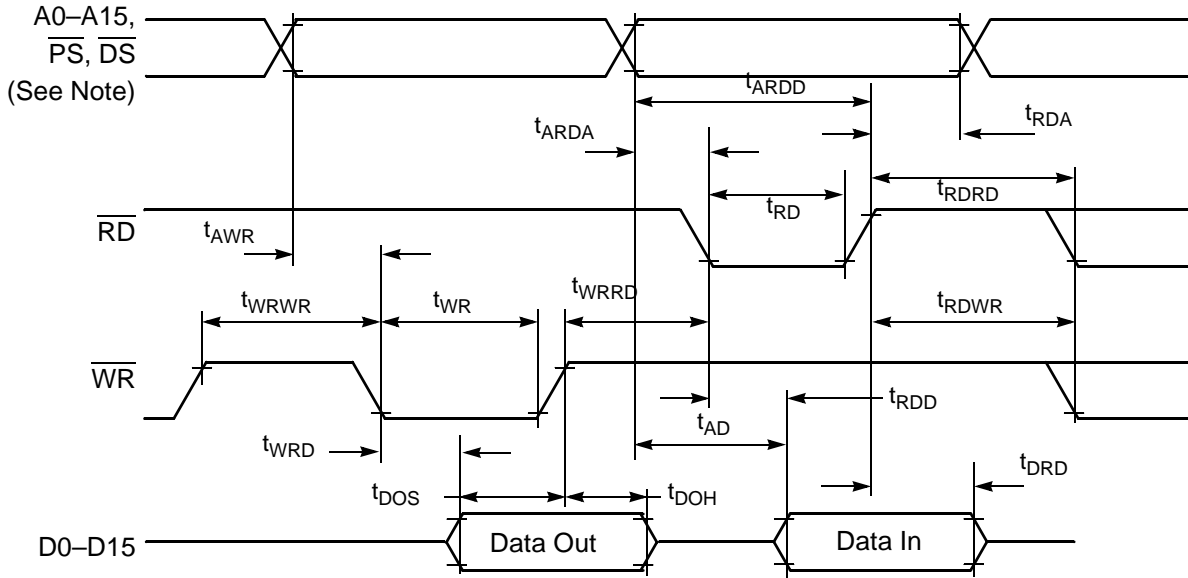 A0–A15,
PS, DS
(See Note)
tARDD
tARDA
tRDA
tRD
tRDRD
RD
tAWR
tWRWR
tWR
tWRRD
tRDWR
WR
tRDD
tAD
tWRD
tDRD
tDOS
tDOH
D0–D15
Data Out
Data In